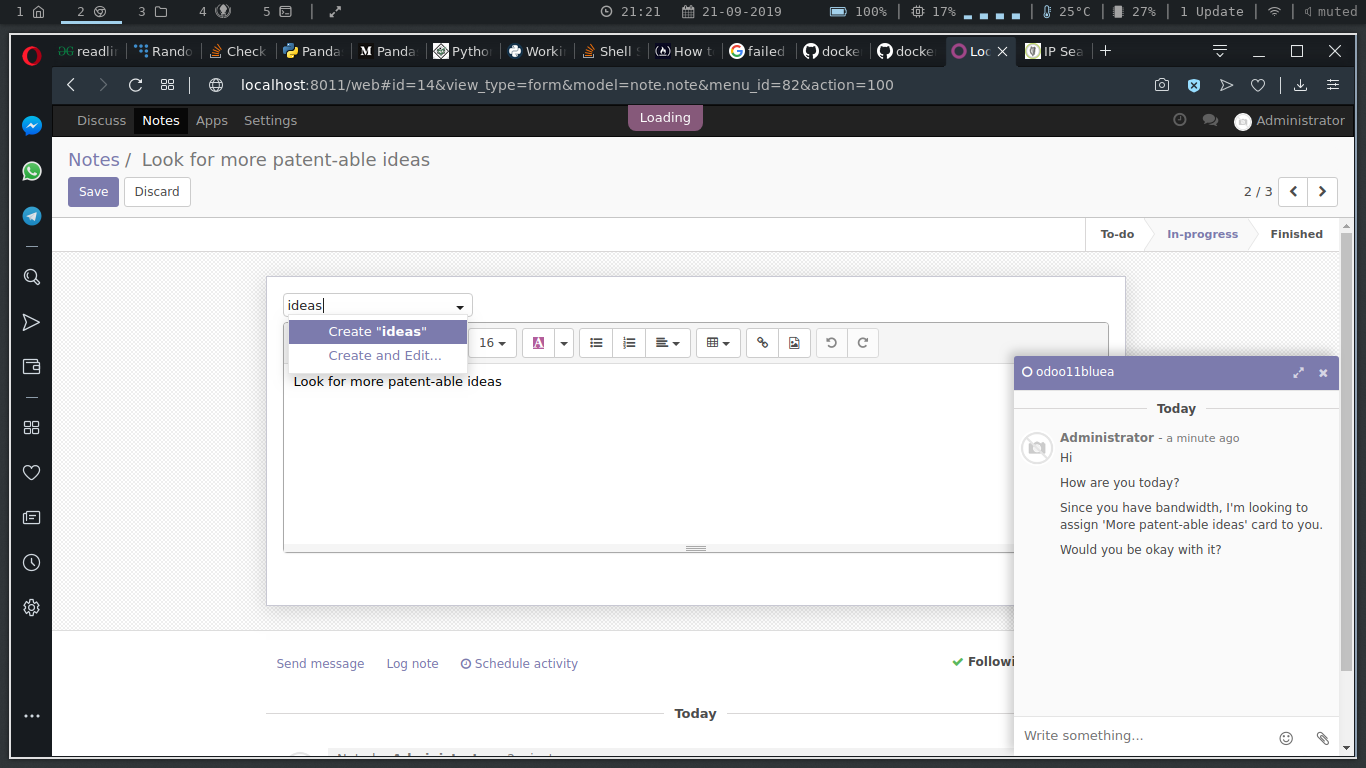 1 2 3 4 5 21:21 21-09-2019 100% 17% 25°C 27% 1 Update muted
readli Rando Check Panda Panda Pytho Worki Shell S How t failed docke docke Loc IP Sea
localhost:8011/web#id=14&view_type=form&model=note.note&menu_id=82&action=100
Discuss Notes Apps Settings Loading Administrator
Notes / Look for more patent-able ideas
Save Discard 2 / 3
To-do In-progress Finished
ideas
Create "ideas"
Create and Edit...
16 A
Look for more patent-able ideas
odoo11bluea
Today
Administrator - a minute ago
Hi
How are you today?
Since you have bandwidth, I'm looking to
assign 'More patent-able ideas' card to you.
Would you be okay with it?
Send message Log note Schedule activity Followi
Today
Write something...